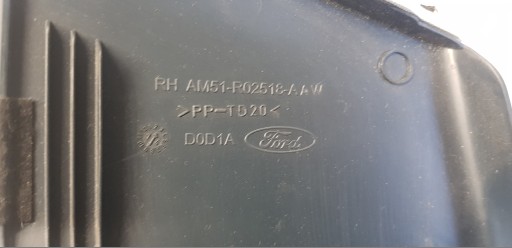 RH AM51-R02518-AAW
>PP-TD20<
D0D1A Ford